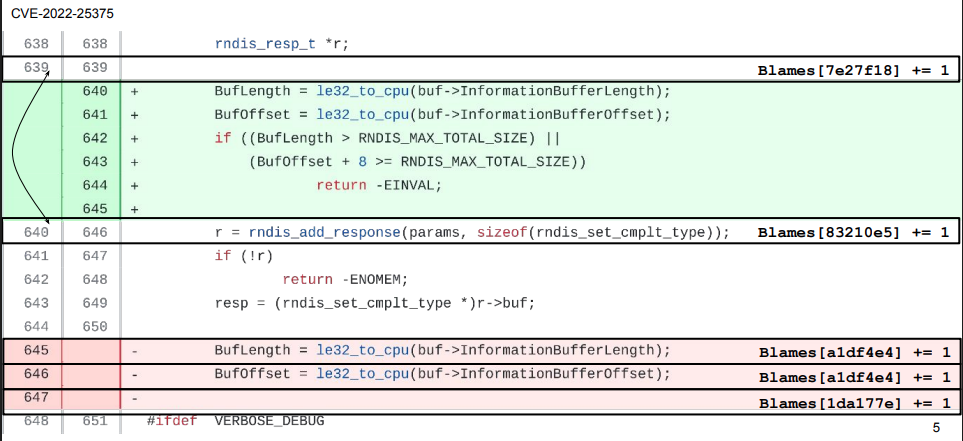 CVE-2022-25375
638 638 rndis_resp_t *r;
639 639 Blames[7e27f18] += 1
640 + BufLength = le32_to_cpu(buf->InformationBufferLength);
641 + BufOffset = le32_to_cpu(buf->InformationBufferOffset);
642 + if ((BufLength > RNDIS_MAX_TOTAL_SIZE) ||
643 + (BufOffset + 8 >= RNDIS_MAX_TOTAL_SIZE))
644 + return -EINVAL;
645 +
640 646 r = rndis_add_response(params, sizeof(rndis_set_cmplt_type)); Blames[83210e5] += 1
641 647 if (!r)
642 648 return -ENOMEM;
643 649 resp = (rndis_set_cmplt_type *)r->buf;
644 650
645 - BufLength = le32_to_cpu(buf->InformationBufferLength); Blames[a1df4e4] += 1
646 - BufOffset = le32_to_cpu(buf->InformationBufferOffset); Blames[a1df4e4] += 1
647 - Blames[1da177e] += 1
648 651 #ifdef VERBOSE_DEBUG
5